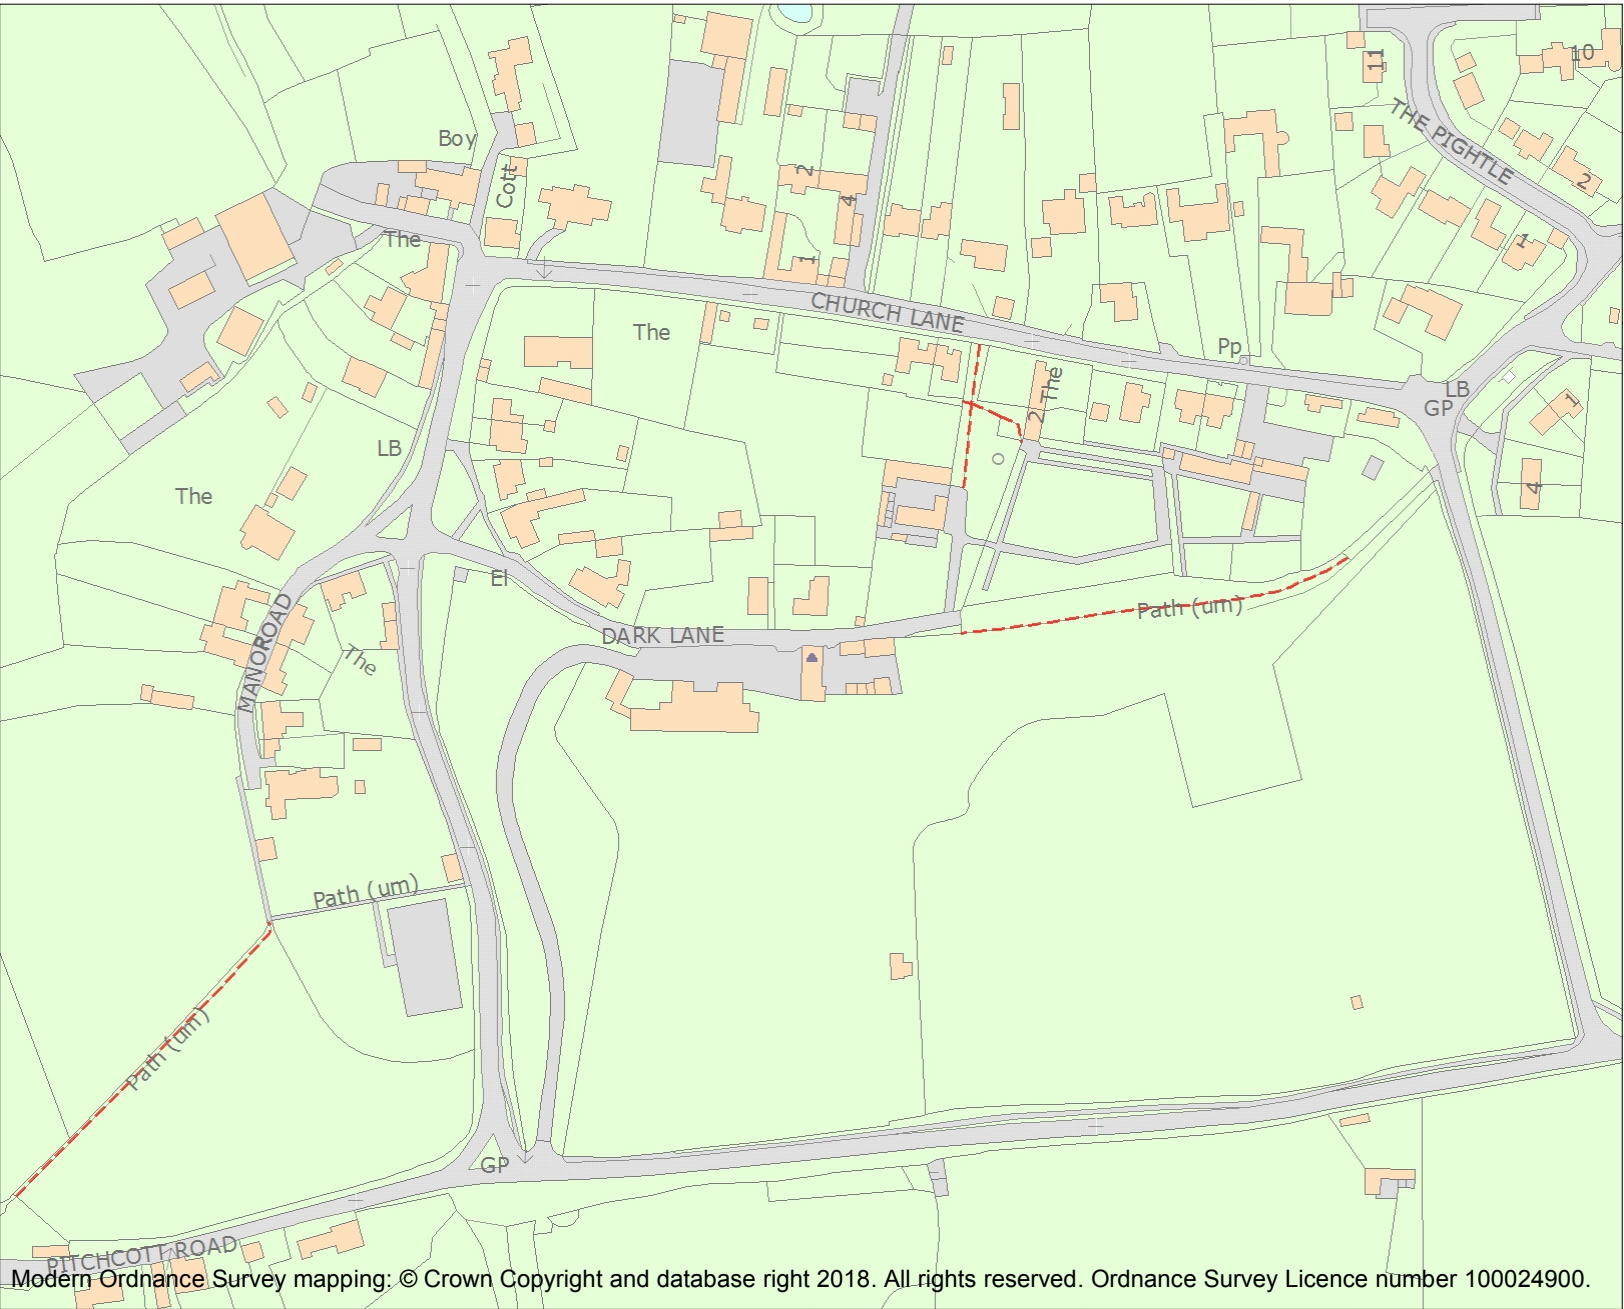 10
11
THE PIGHTLE
Boy
2
2
Cott
4
The
1
1
CHURCH LANE
The
Pp
The
LB
GP
1
2
LB
The
4
El
Path (um)
DARK LANE
MANOROAD
The
Path (um)
Path (um)
GP
PITCHCOTT ROAD
Modern Ordnance Survey mapping: © Crown Copyright and database right 2018. All rights reserved. Ordnance Survey Licence number 100024900.